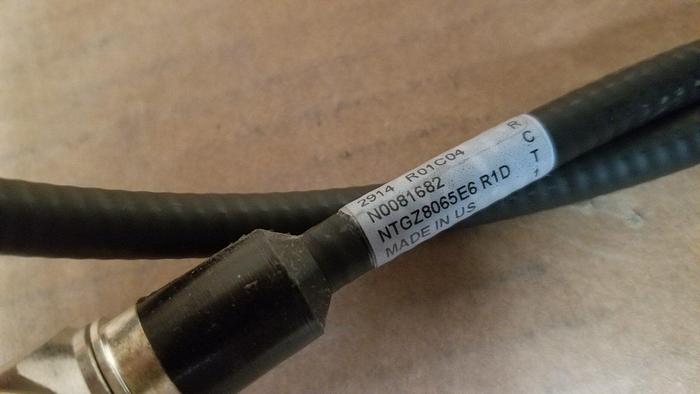 2914 R01C04
N0081682
NTGZ8065E6 R1D
MADE IN US
R
C
T
1